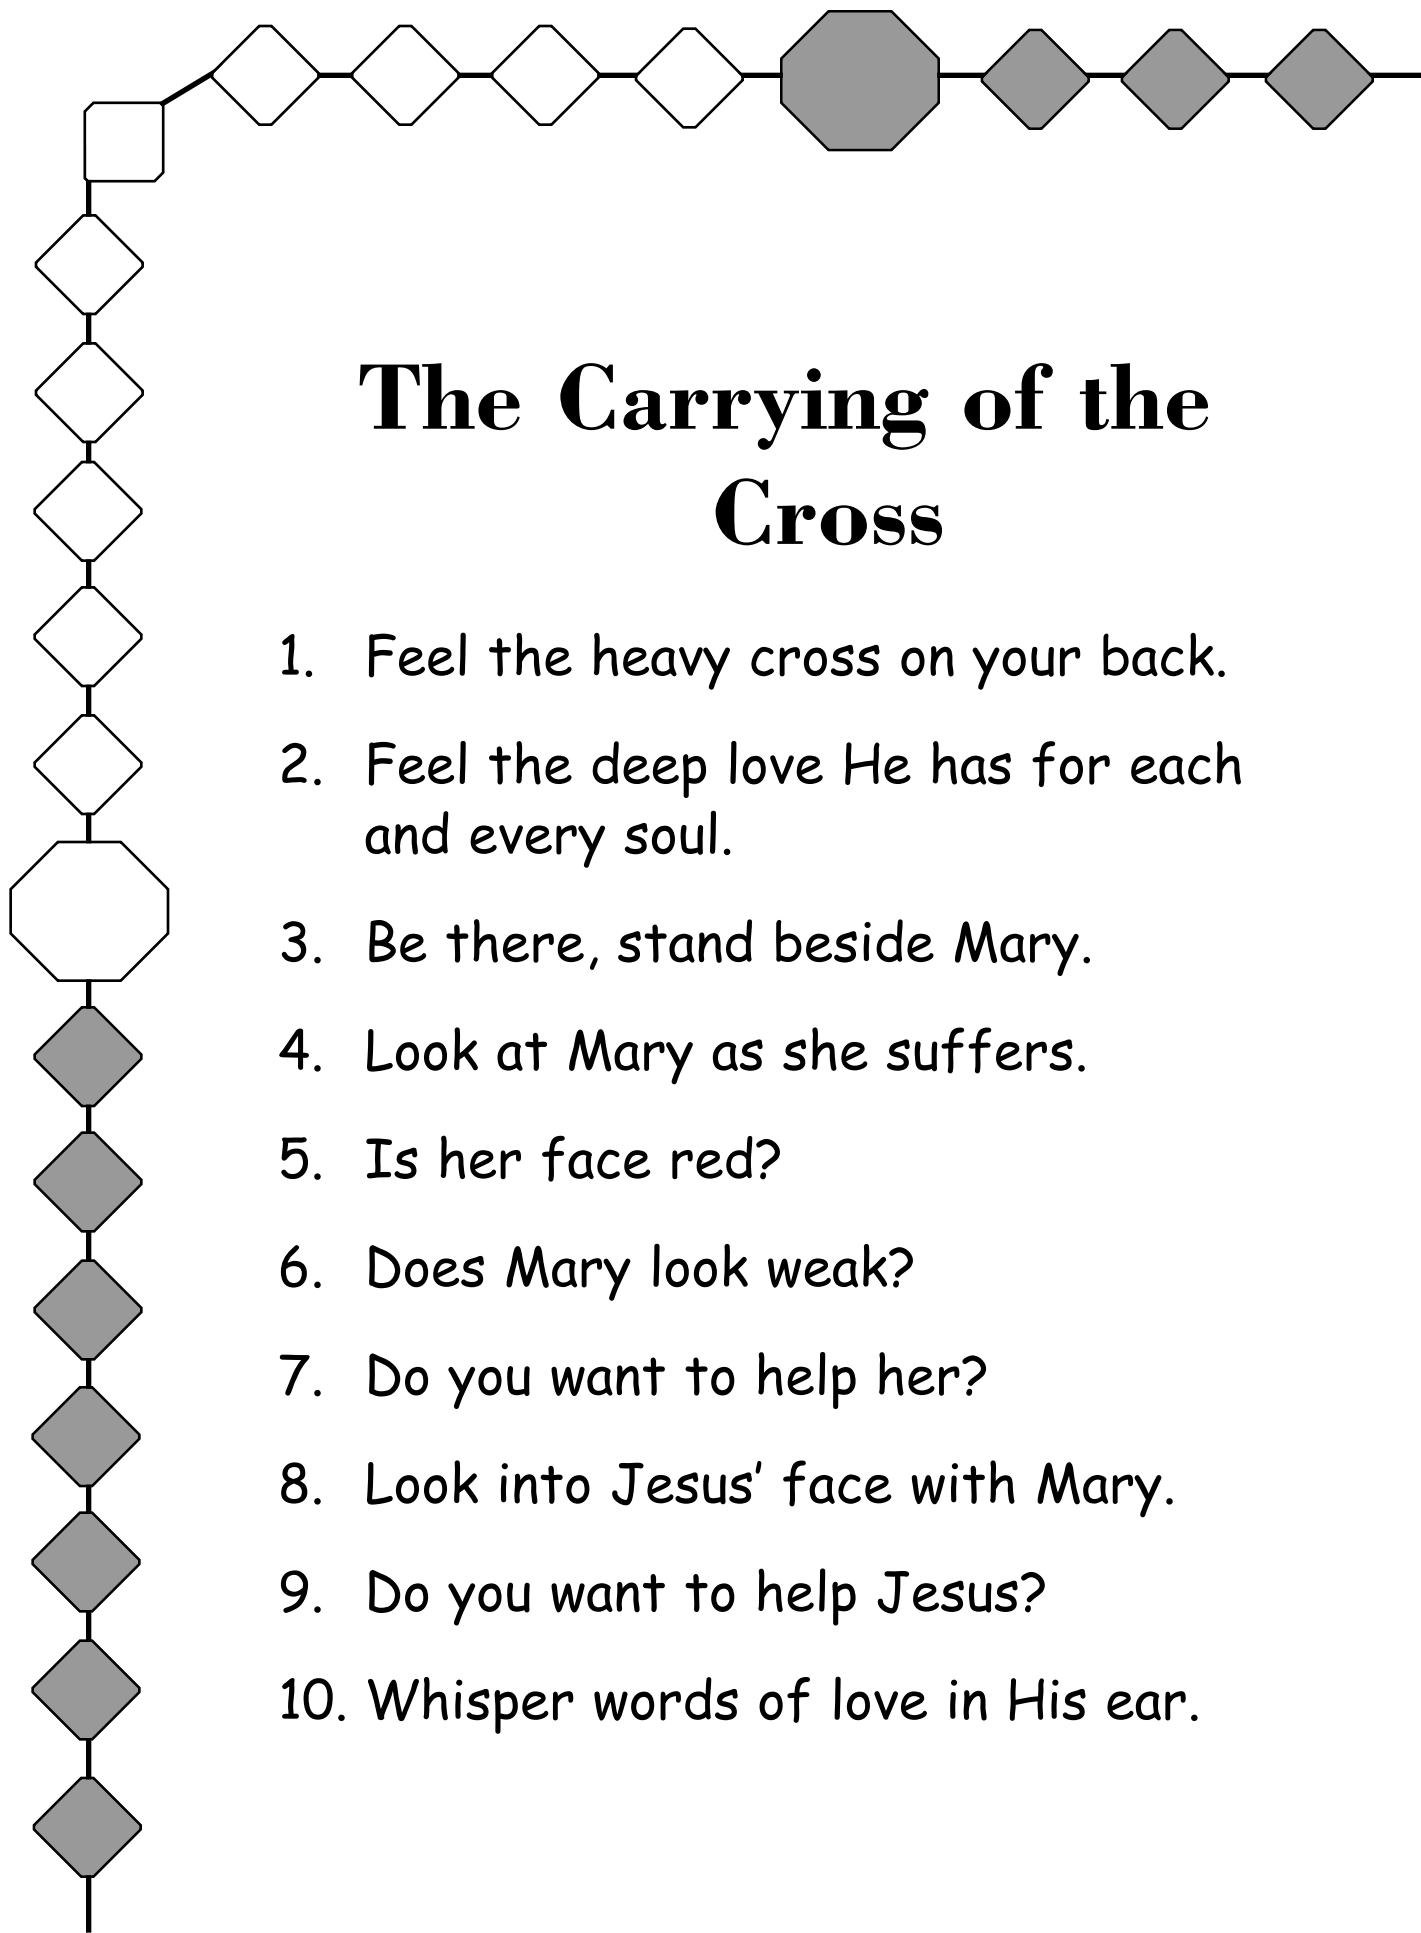 The Carrying of the
Cross
1. Feel the heavy cross on your back.
2. Feel the deep love He has for each
and every soul.
3. Be there, stand beside Mary.
4. Look at Mary as she suffers.
5. Is her face red?
6. Does Mary look weak?
7. Do you want to help her?
8. Look into Jesus’ face with Mary.
9. Do you want to help Jesus?
10. Whisper words of love in His ear.